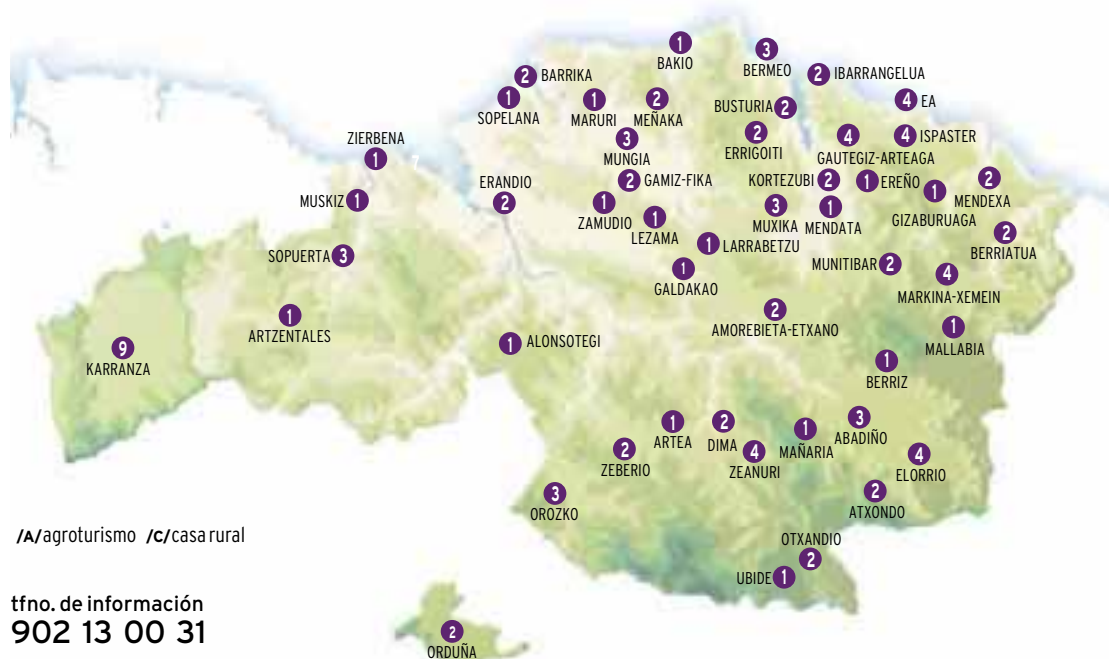 1
BAKIO
3
BERMEO
2 BARRIKA
2 IBARRANGELUA
1
SOPELANA
1
MARURI
2
MEÑAKA
BUSTURIA 2
4 EA
ZIERBENA
1
3
MUNGIA
2
ERRIGOITI
4
GAUTEGIZ-ARTEAGA
4 ISPASTER
2 GAMIZ-FIKA
KORTEZUBI 2
1 EREÑO
2
MENDEXA
1
GIZABURUAGA
MUSKIZ 1
ERANDIO
2
1
ZAMUDIO
1
LEZAMA
3
MUXIKA
1
MENDATA
2
BERRIATUA
SOPUERTA 3
1 LARRABETZU
1
GALDAKAO
MUNITIBAR 2
4
MARKINA-XEMEIN
1
ARTZENTALES
2
AMOREBIETA-ETXANO
1
MALLABIA
9
KARRANZA
1 ALONSOTEGI
1
BERRIZ
1
ARTEA
2
DIMA
1
MAÑARIA
3
ABADIÑO
2
ZEBERIO
4
ZEANURI
4
ELORRIO
3
OROZKO
2
ATXONDO
/A/agroturismo /C/casa rural
OTXANDIO
2
UBIDE 1
tfno. de información
902 13 00 31
2
ORDUÑA